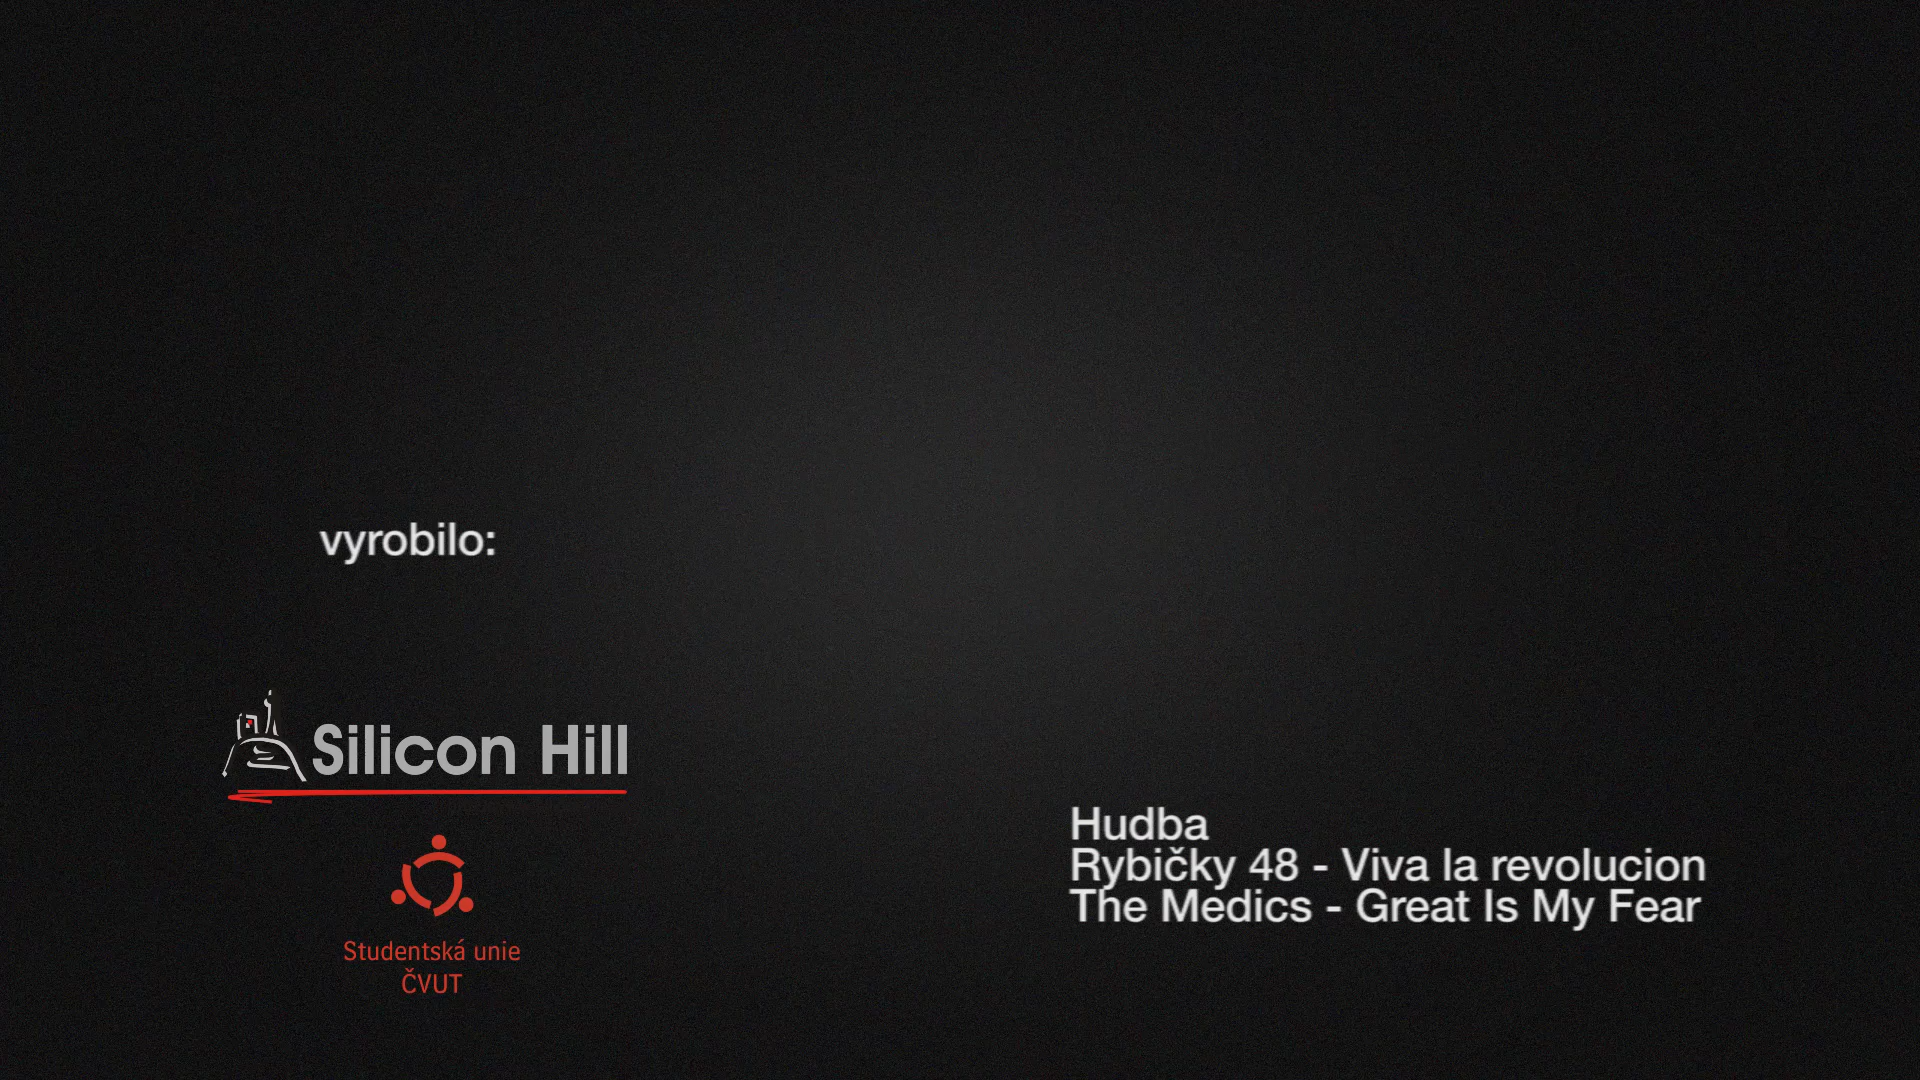 vyrobilo:
Silicon Hill
Studentská unie
ČVUT
Hudba
Rybičky 48 - Viva la revolucion
The Medics - Great Is My Fear